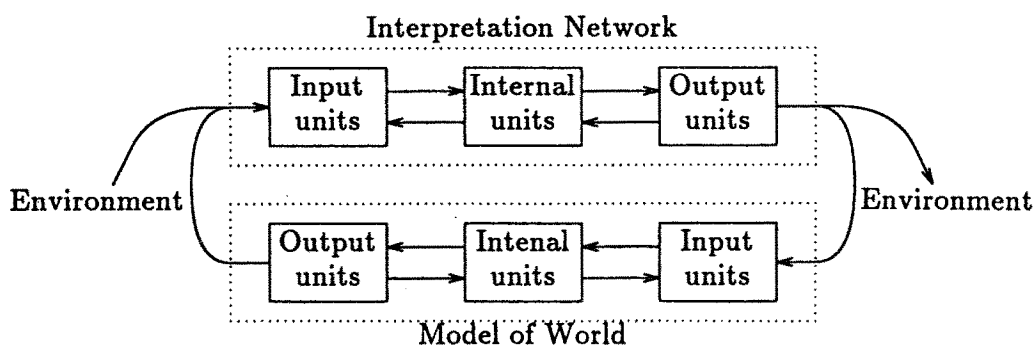 Interpretation Network
Input
units
Internal
units
Output
units
Environment
Environment
Output
units
Intenal
units
Input
units
Model of World